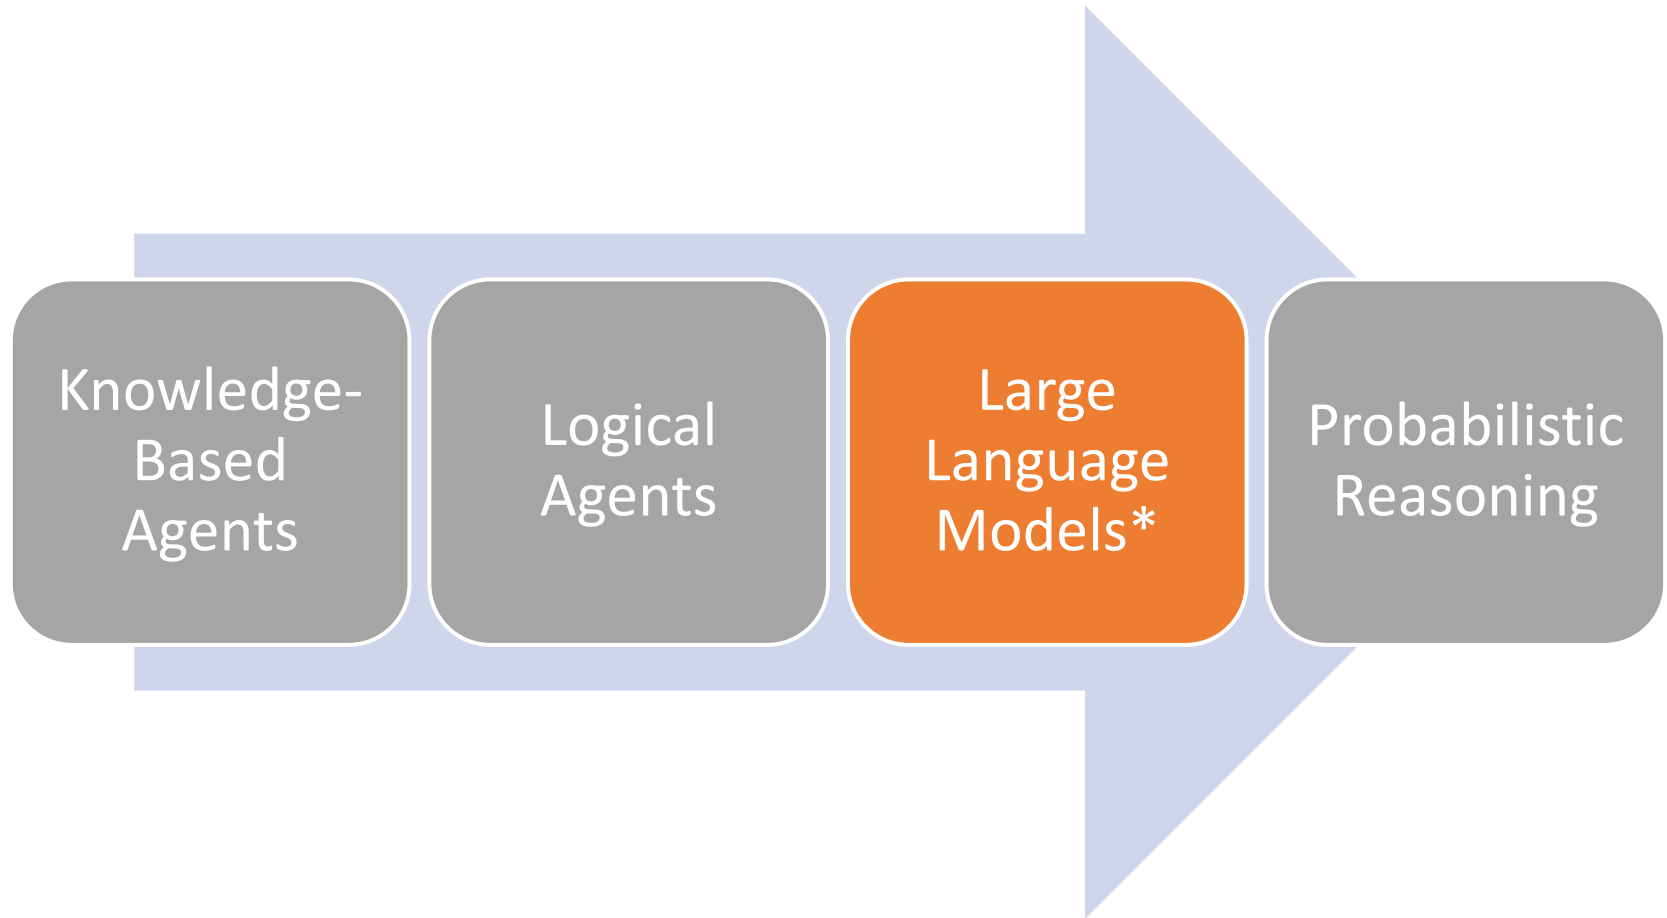 Knowledge-
Based
Agents
Logical
Agents
Large
Language
Models*
Probabilistic
Reasoning